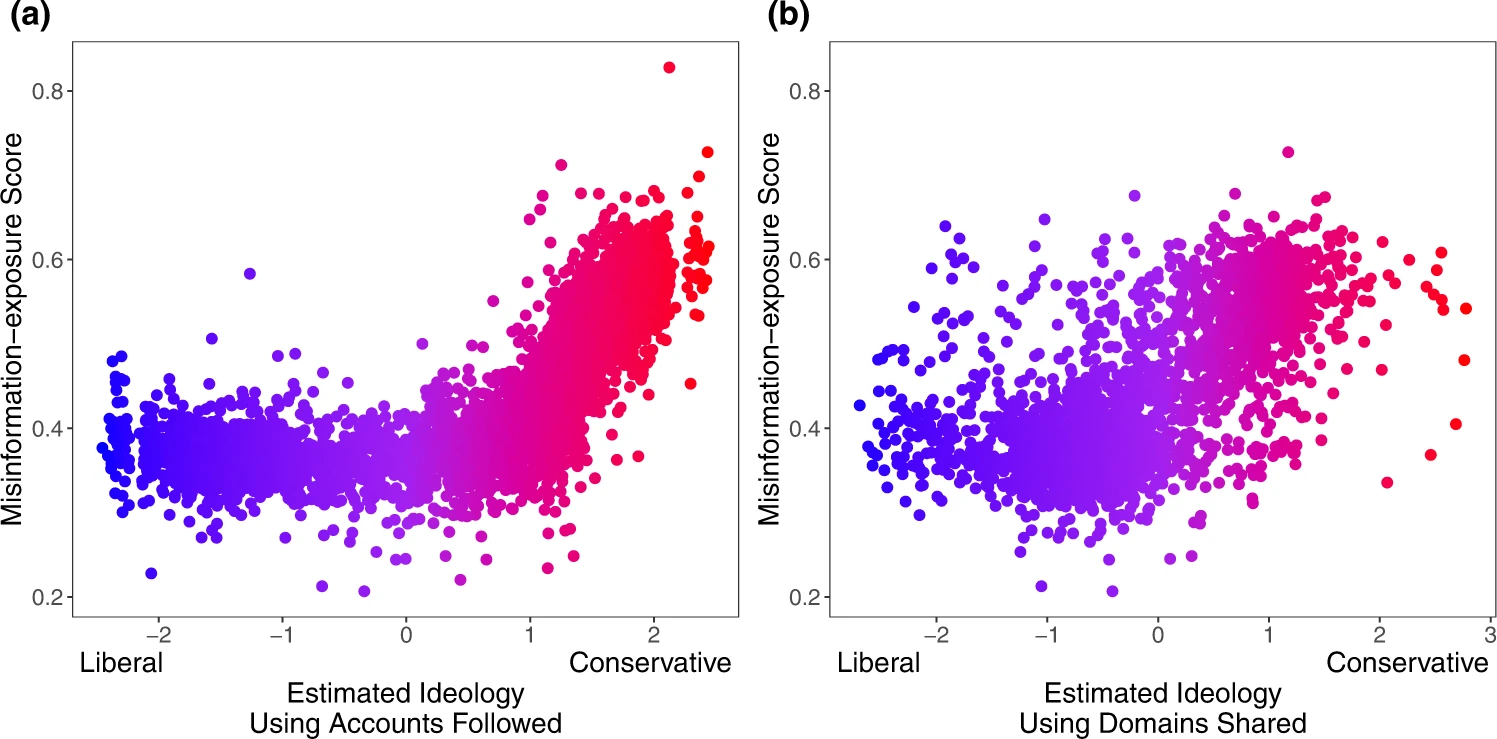 (a)
Misinformation−exposure Score
0.8
0.6
0.4
0.2
−2 −1 0 1 2
Liberal Conservative
Estimated Ideology
Using Accounts Followed
(b)
Misinformation−exposure Score
0.8
0.6
0.4
0.2
−2 −1 0 1 2 3
Liberal Conservative
Estimated Ideology
Using Domains Shared